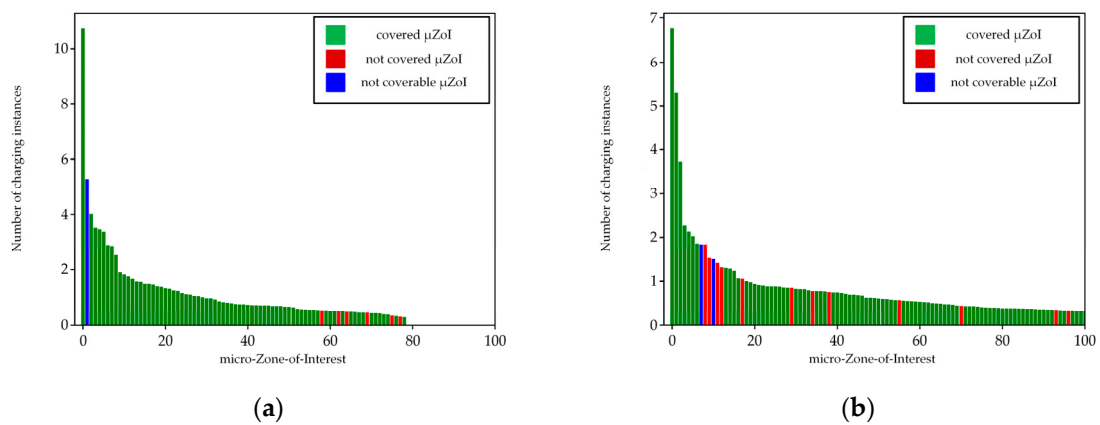 covered μZoI
not covered μZoI
not coverable μZoI
Number of charging instances
10
8
6
4
2
0
0
20
40
60
80
100
micro-Zone-of-Interest
(a)
covered μZoI
not covered μZoI
not coverable μZoI
Number of charging instances
7
6
5
4
3
2
1
0
0
20
40
60
80
100
micro-Zone-of-Interest
(b)